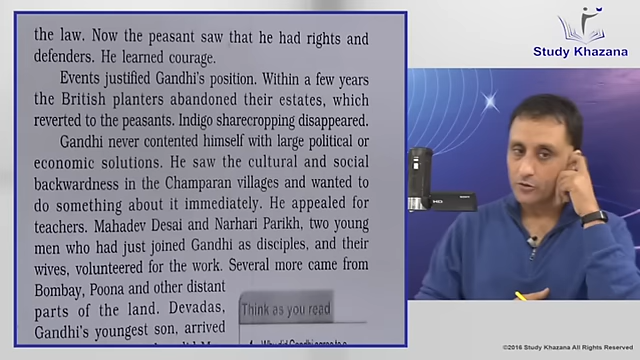 the law. Now the peasant saw that he had rights and
defenders. He learned courage.
Events justified Gandhi's position. Within a few years
the British planters abandoned their estates, which
reverted to the peasants. Indigo sharecropping disappeared.
Gandhi never contented himself with large political or
economic solutions. He saw the cultural and social
backwardness in the Champaran villages and wanted to
do something about it immediately. He appealed for
teachers. Mahadev Desai and Narhari Parikh, two young
men who had just joined Gandhi as disciples, and their
wives, volunteered for the work. Several more came from
Bombay, Poona and other distant
parts of the land. Devadas,
Gandhi's youngest son, arrived
Think as you read
Study Khazana
HD
©2016 Study Khazana All Rights Reserved